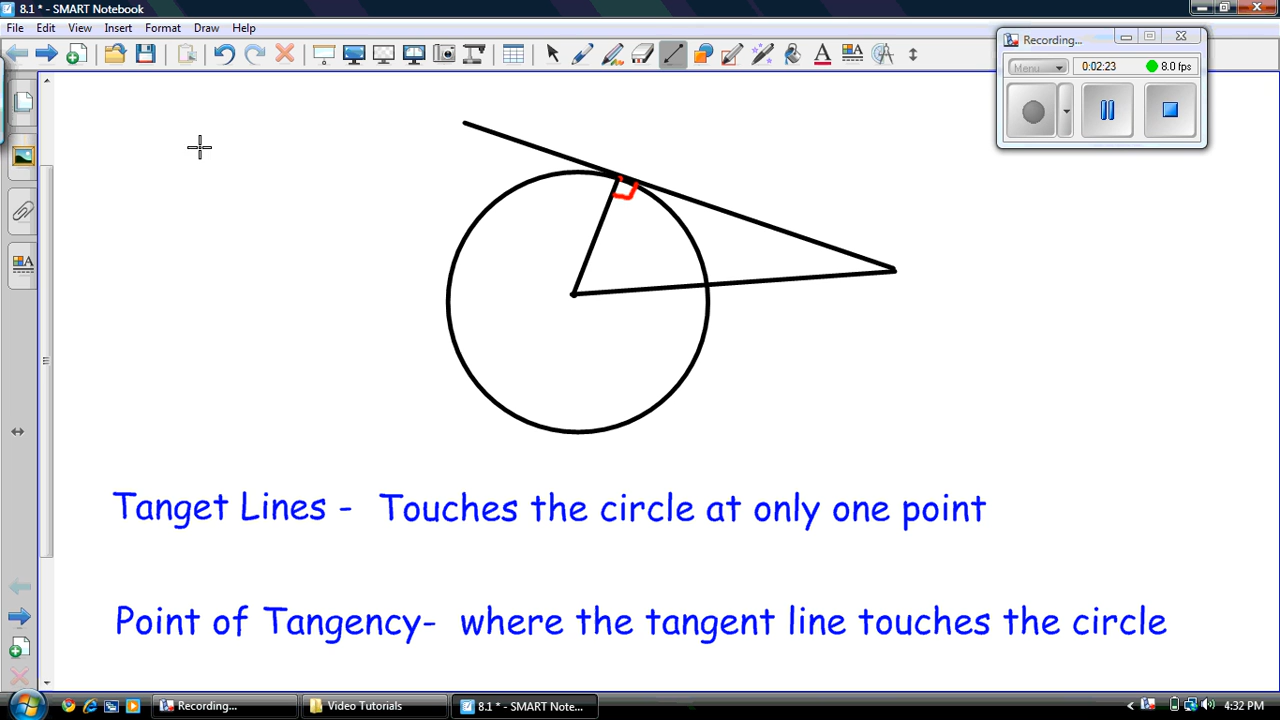 8.1 * - SMART Notebook
File Edit View Insert Format Draw Help
Recording...
Menu 0:02:23 8.0 fps
Tanget Lines - Touches the circle at only one point
Point of Tangency- where the tangent line touches the circle
Recording... Video Tutorials 8.1 * - SMART Note... 4:32 PM